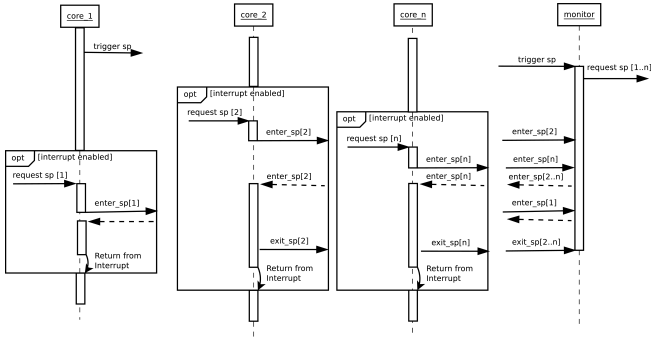 core_1
core_2
core_n
monitor
trigger sp
trigger sp
request sp [1..n]
opt
[interrupt enabled]
request sp [2]
enter_sp[2]
enter_sp[2]
exit_sp[2]
Return from
Interrupt
opt
[interrupt enabled]
request sp [n]
enter_sp[n]
enter_sp[n]
exit_sp[n]
Return from
Interrupt
opt
[interrupt enabled]
request sp [1]
enter_sp[1]
Return from
Interrupt
enter_sp[2]
enter_sp[n]
enter_sp[2..n]
enter_sp[1]
exit_sp[2..n]